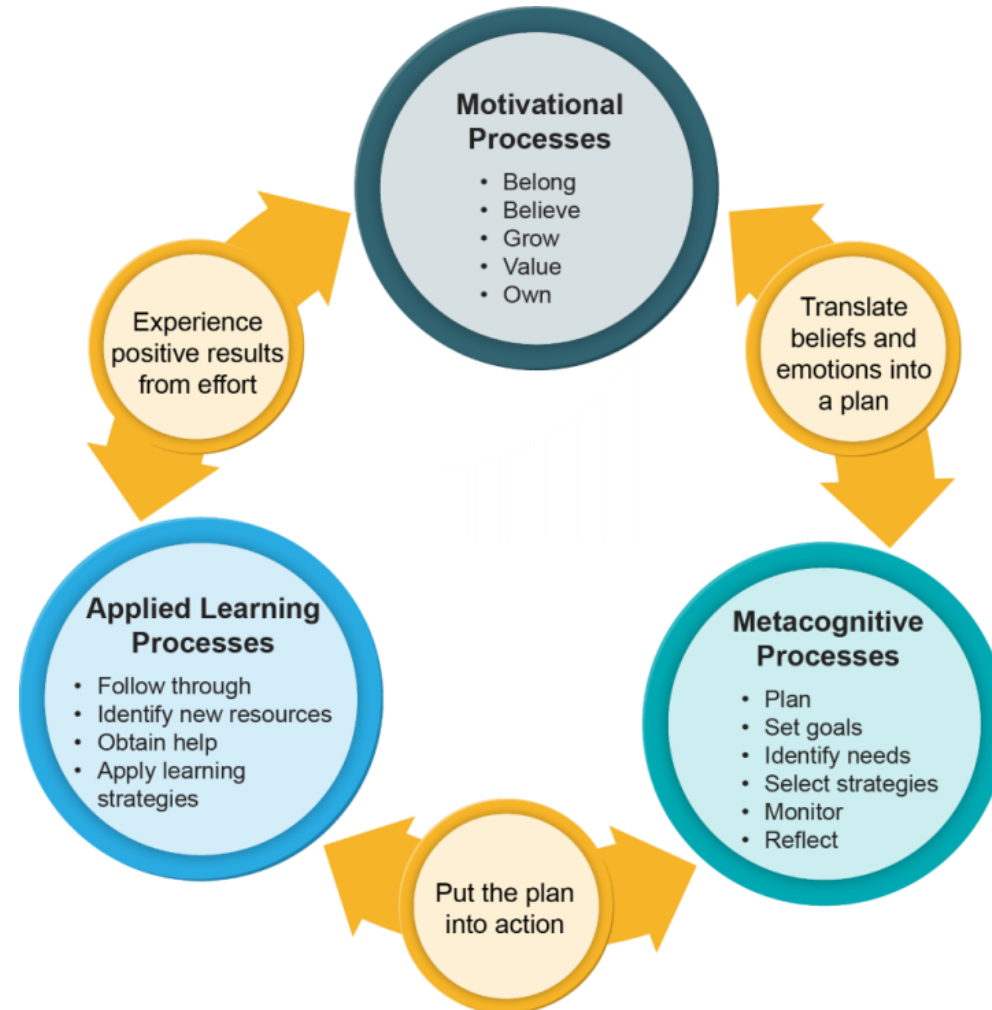 Motivational
Processes
• Belong
• Believe
• Grow
• Value
• Own
Experience
positive results
from effort
Translate
beliefs and
emotions into
a plan
Applied Learning
Processes
• Follow through
• Identify new resources
• Obtain help
• Apply learning
strategies
Metacognitive
Processes
• Plan
• Set goals
• Identify needs
• Select strategies
• Monitor
• Reflect
Put the plan
into action